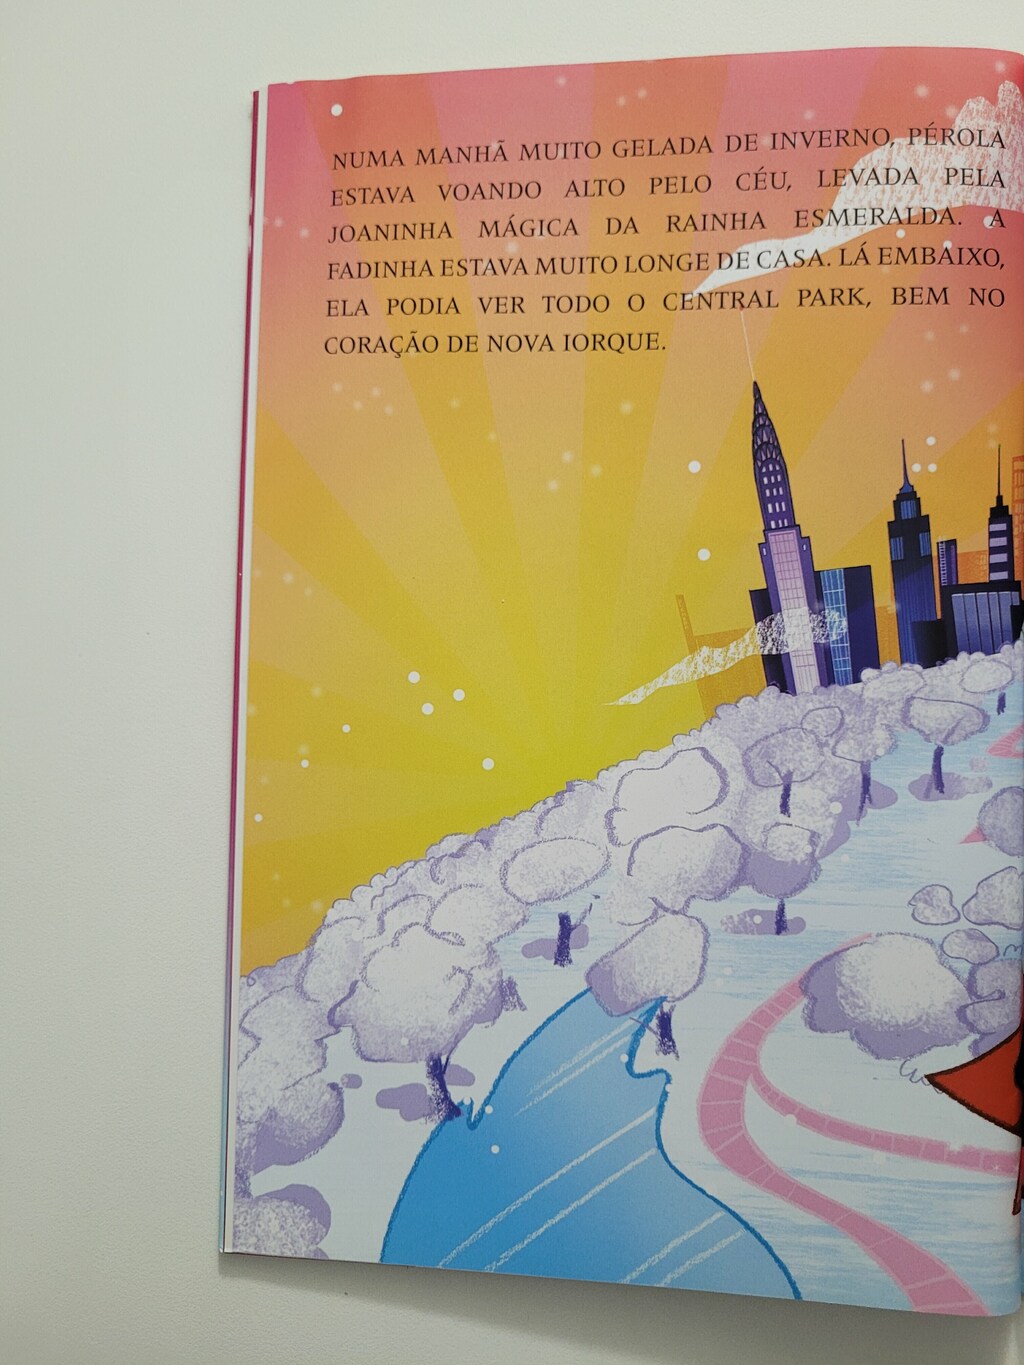 NUMA MANHÃ MUITO GELADA DE INVERNO, PÉROLA
ESTAVA VOANDO ALTO PELO CÉU, LEVADA PELA
JOANINHA MÁGICA DA RAINHA ESMERALDA. A
FADINHA ESTAVA MUITO LONGE DE CASA. LÁ EMBAIXO,
ELA PODIA VER TODO O CENTRAL PARK, BEM NO
CORAÇÃO DE NOVA IORQUE.